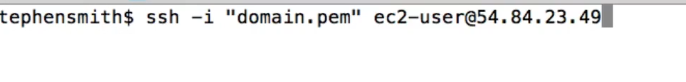 tephensmith$ ssh -i "domain.pem" ec2-user@54.84.23.49